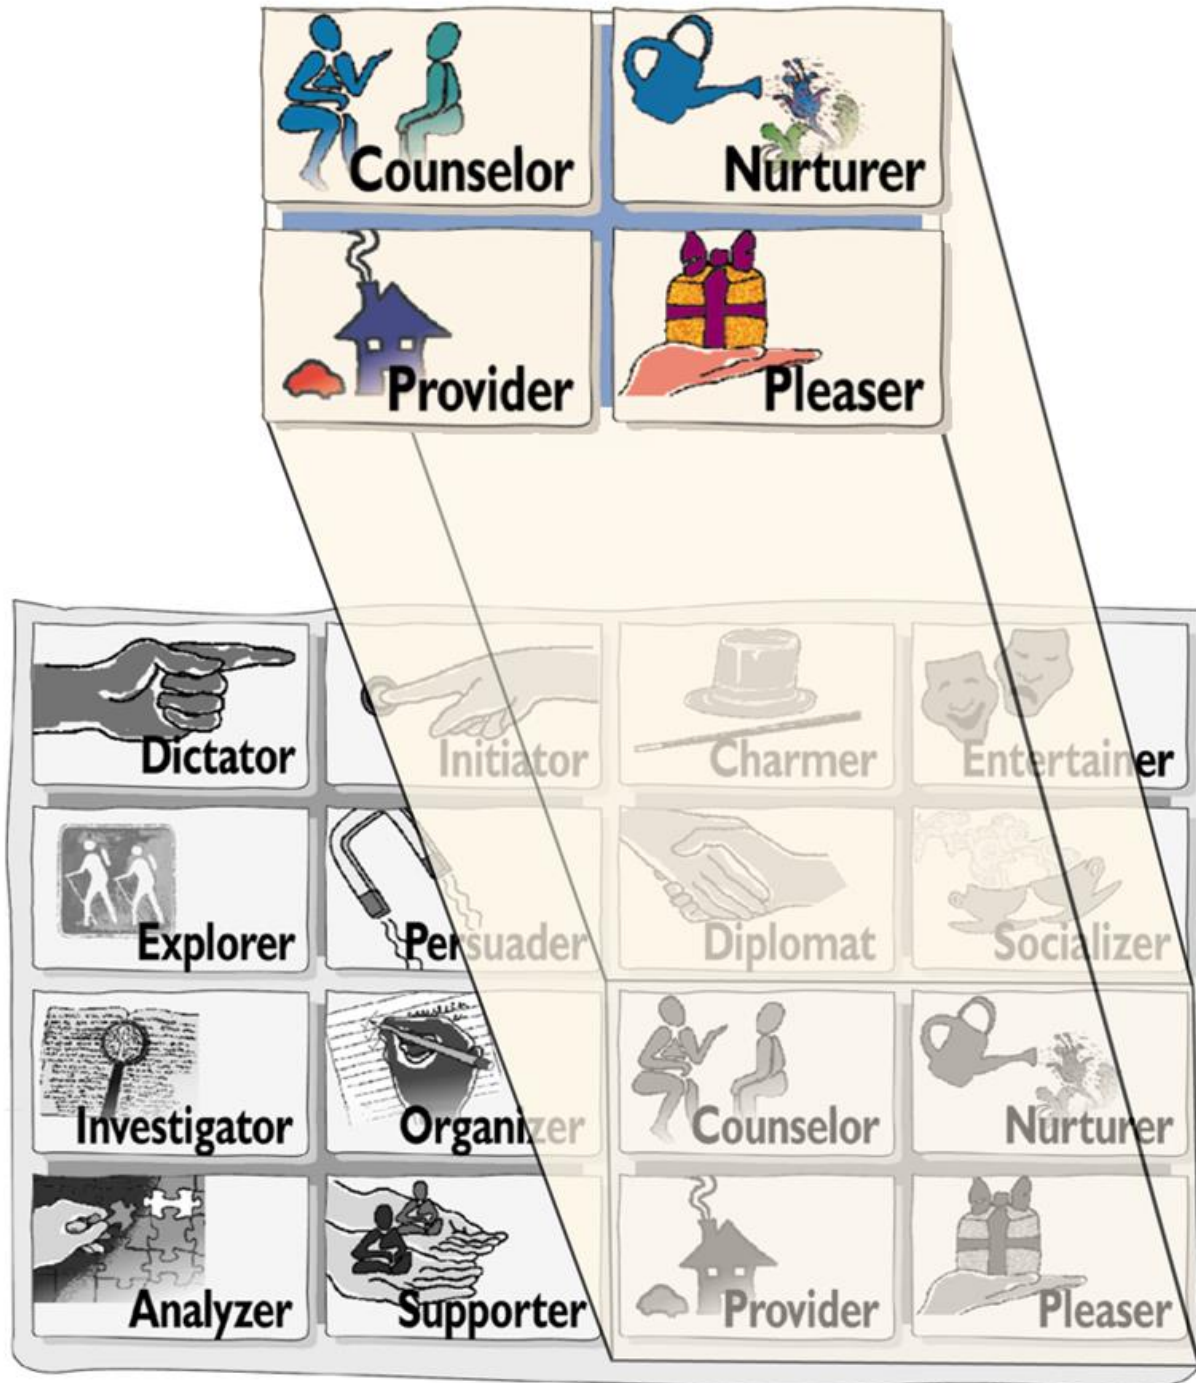 Counselor
Nurturer
Provider
Pleaser
Dictator
Initiator
Charmer
Entertainer
Explorer
Persuader
Diplomat
Socializer
Investigator
Organizer
Counselor
Nurturer
Analyzer
Supporter
Provider
Pleaser